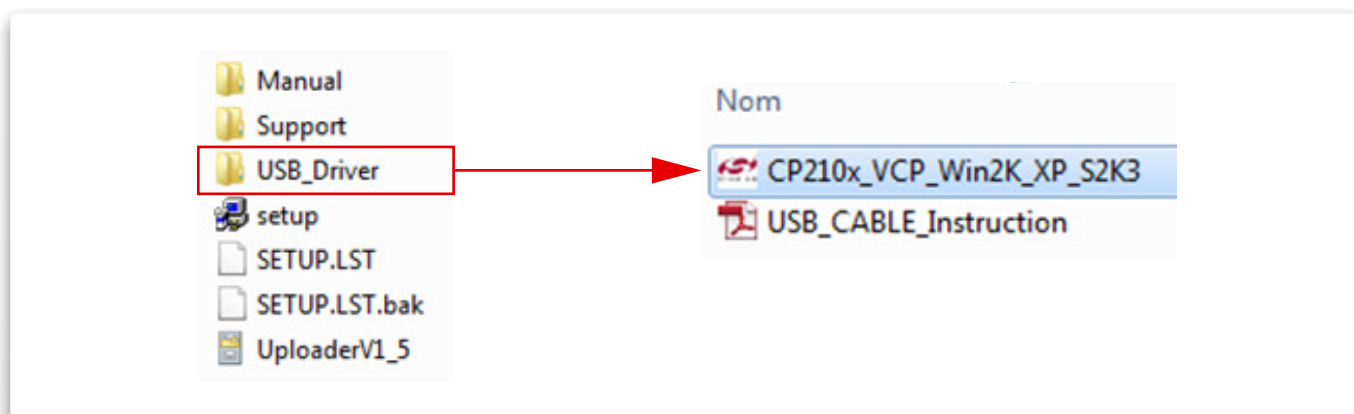 Manual
Support
USB_Driver
setup
SETUP.LST
SETUP.LST.bak
UploaderV1_5
Nom
CP210x_VCP_Win2K_XP_S2K3
USB_CABLE_Instruction